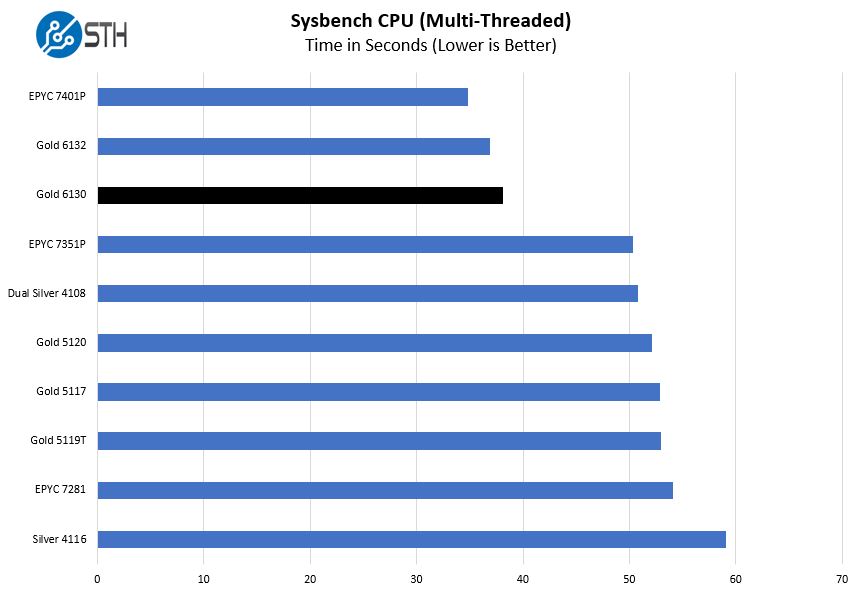 STH
Sysbench CPU (Multi-Threaded)
Time in Seconds (Lower is Better)
EPYC 7401P
Gold 6132
Gold 6130
EPYC 7351P
Dual Silver 4108
Gold 5120
Gold 5117
Gold 5119T
EPYC 7281
Silver 4116
0 10 20 30 40 50 60 70